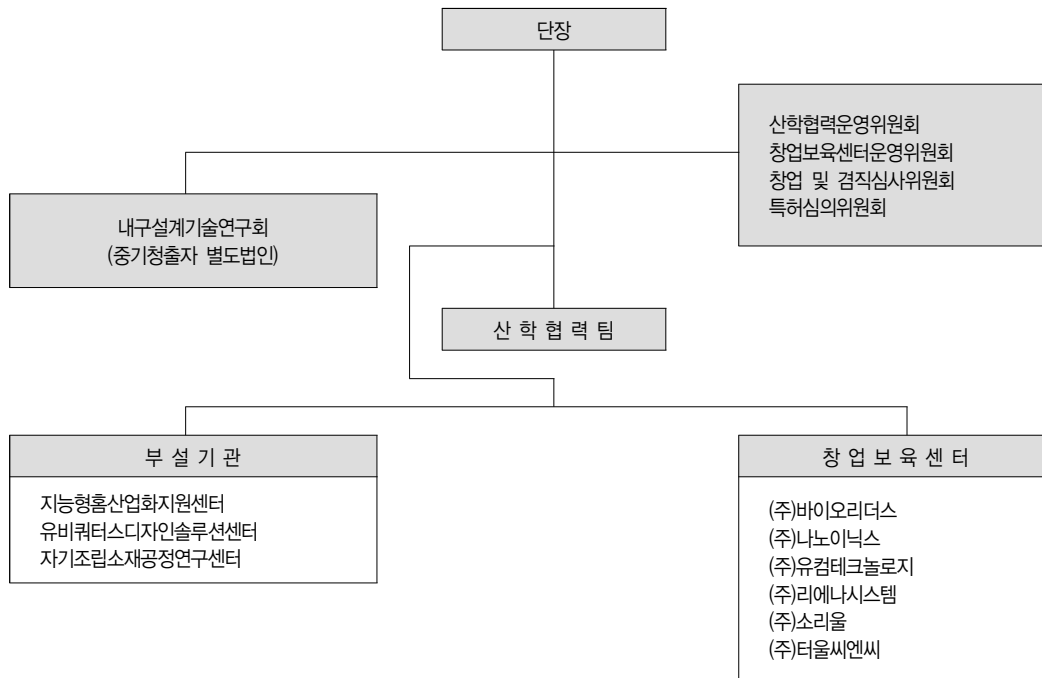 단장
산학협력운영위원회
창업보육센터운영위원회
창업 및 겸직심사위원회
특허심의위원회
내구설계기술연구회
(중기청출자 별도법인)
산 학 협 력 팀
부 설 기 관
지능형홈산업화지원센터
유비쿼터스디자인솔루션센터
자기조립소재공정연구센터
창 업 보 육 센 터
(주)바이오리더스
(주)나노이닉스
(주)유컴테크놀로지
(주)리에나시스템
(주)소리울
(주)터울씨엔씨